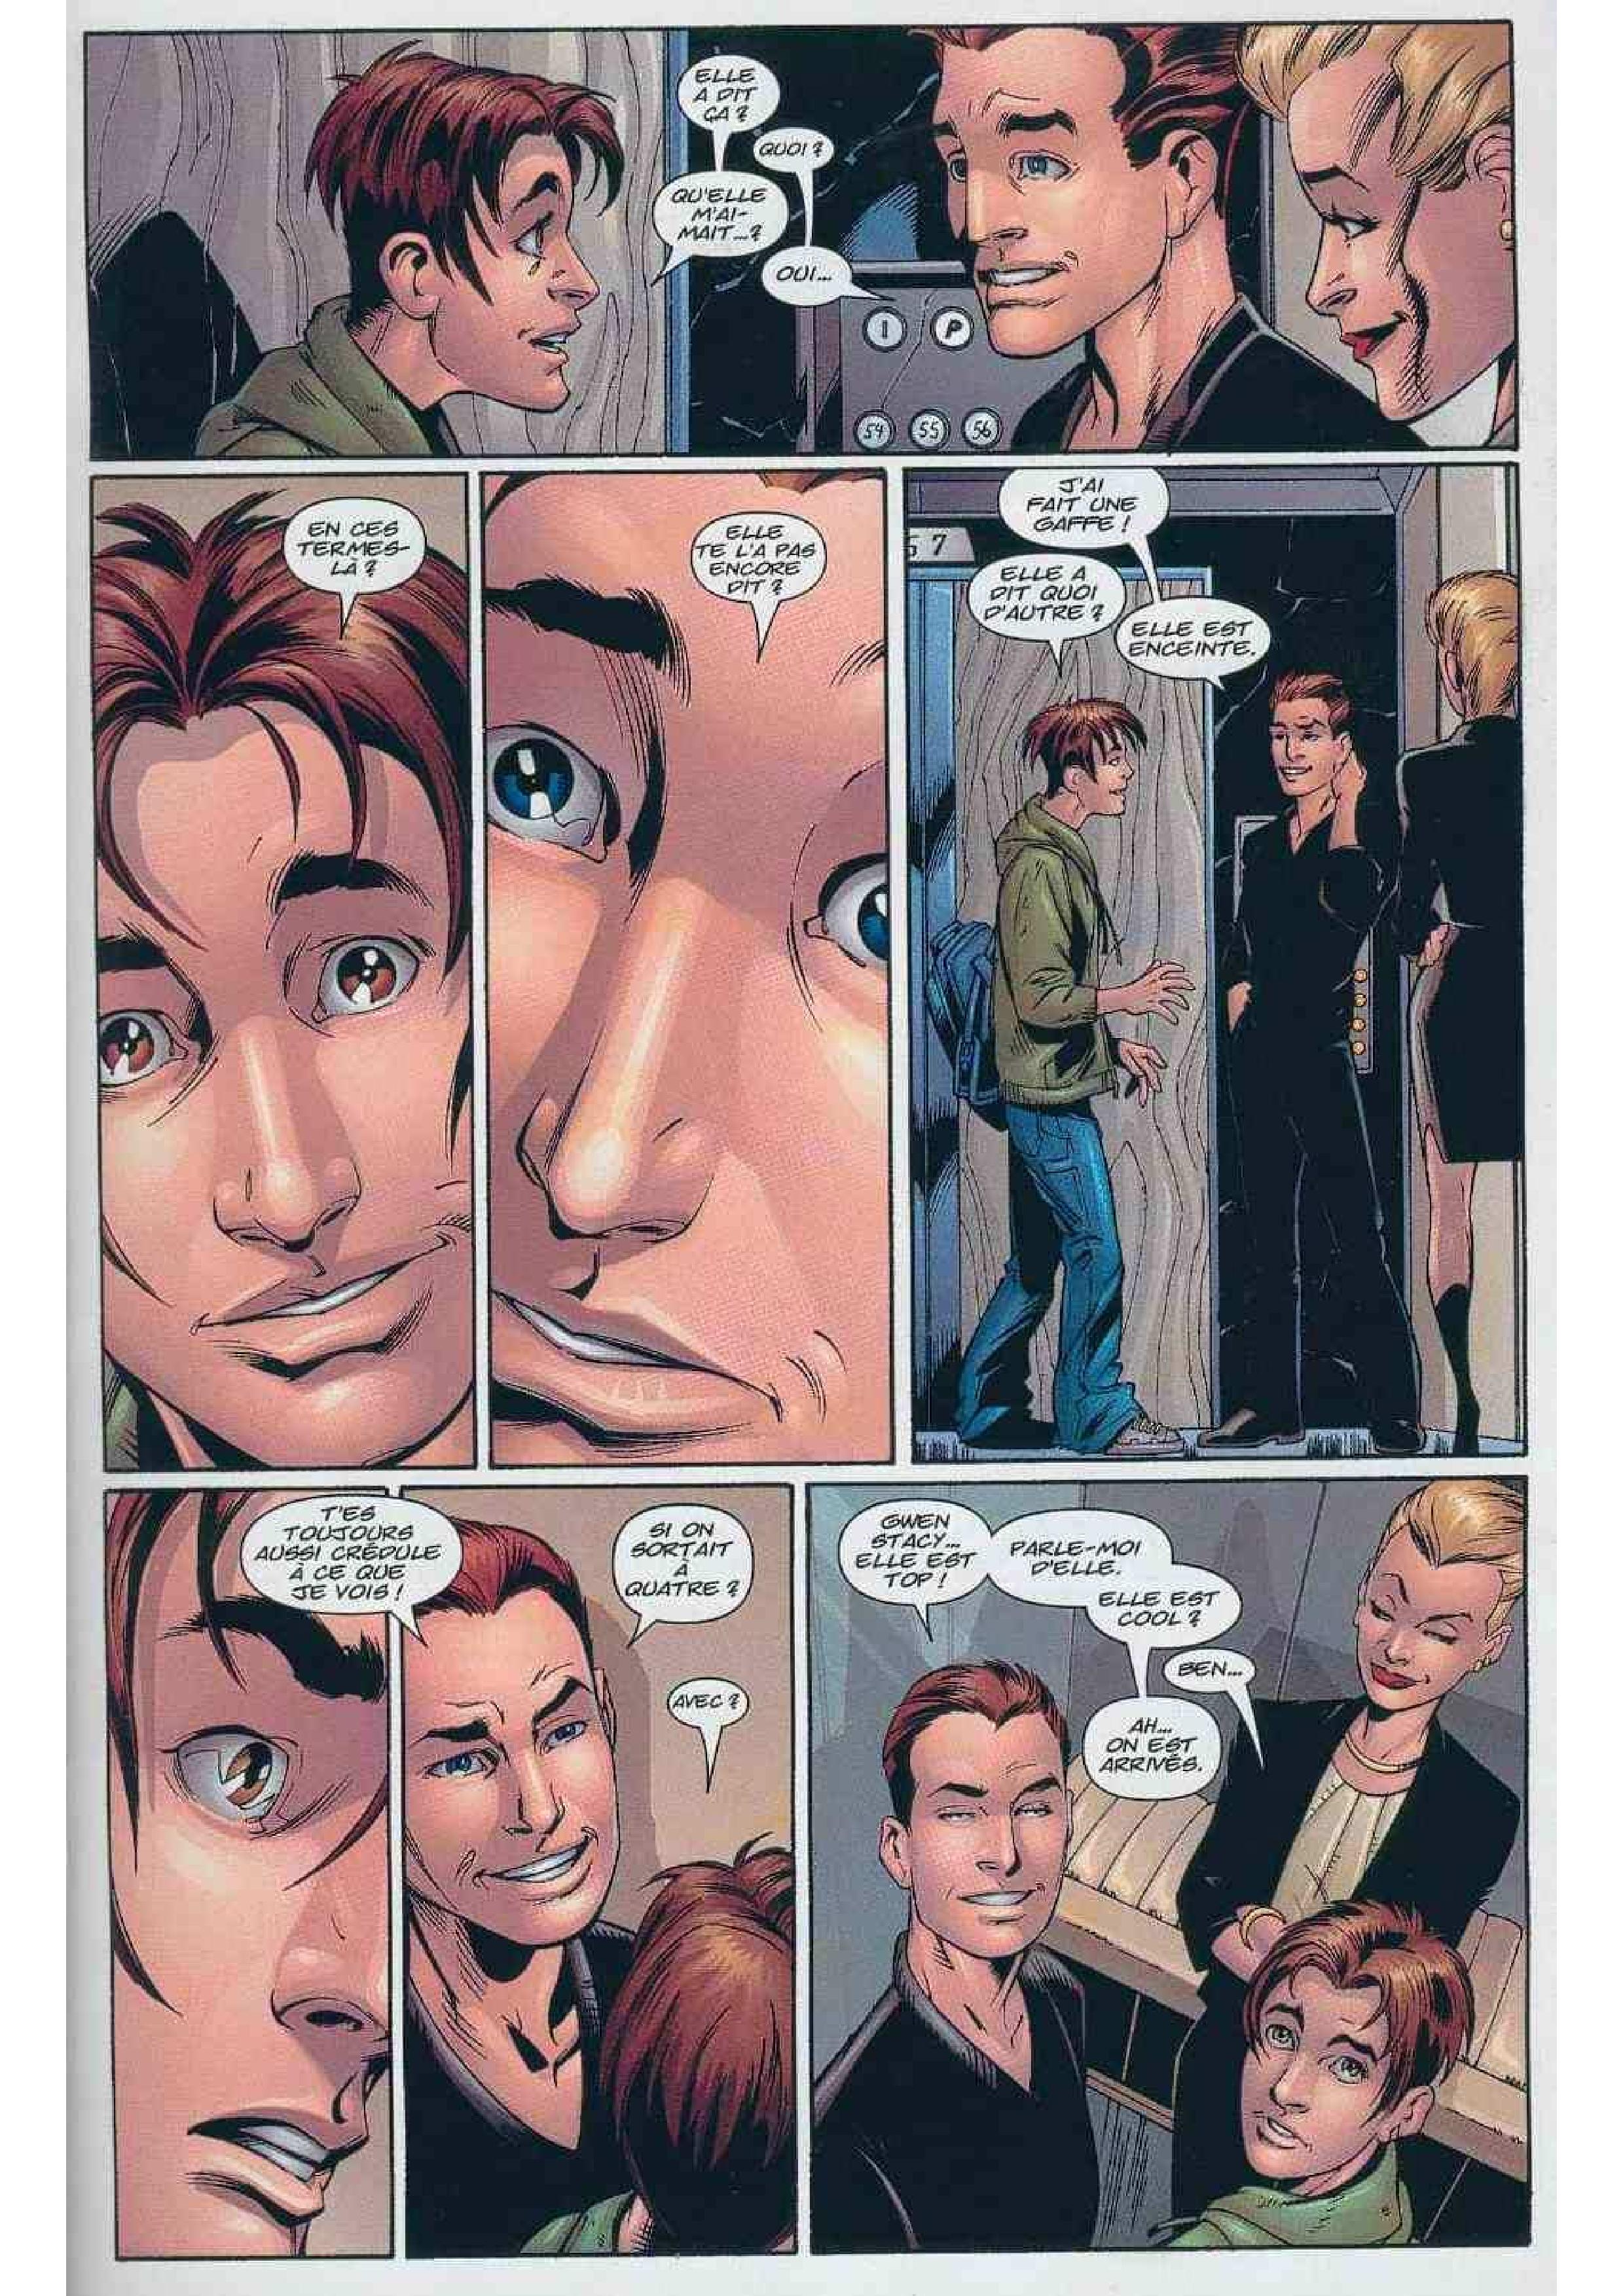 ELLE
A DIT
ÇA ?
QUOI ?
QU'ELLE
M'AI-
MAIT...?
OUI...
1 P
54 55 56
EN CES
TERMES-
LÀ ?
ELLE
TE L'A PAS
ENCORE
DIT ?
J'AI
FAIT UNE
GAFFE !
7
ELLE A
DIT QUOI
D'AUTRE ?
ELLE EST
ENCEINTE.
T'ES
TOUJOURS
AUSSI CRÉDULE
À CE QUE
JE VOIS !
SI ON
SORTAIT
À
QUATRE ?
AVEC ?
GWEN
STACY...
ELLE EST
TOP !
PARLE-MOI
D'ELLE.
ELLE EST
COOL ?
BEN...
AH...
ON EST
ARRIVÉS.